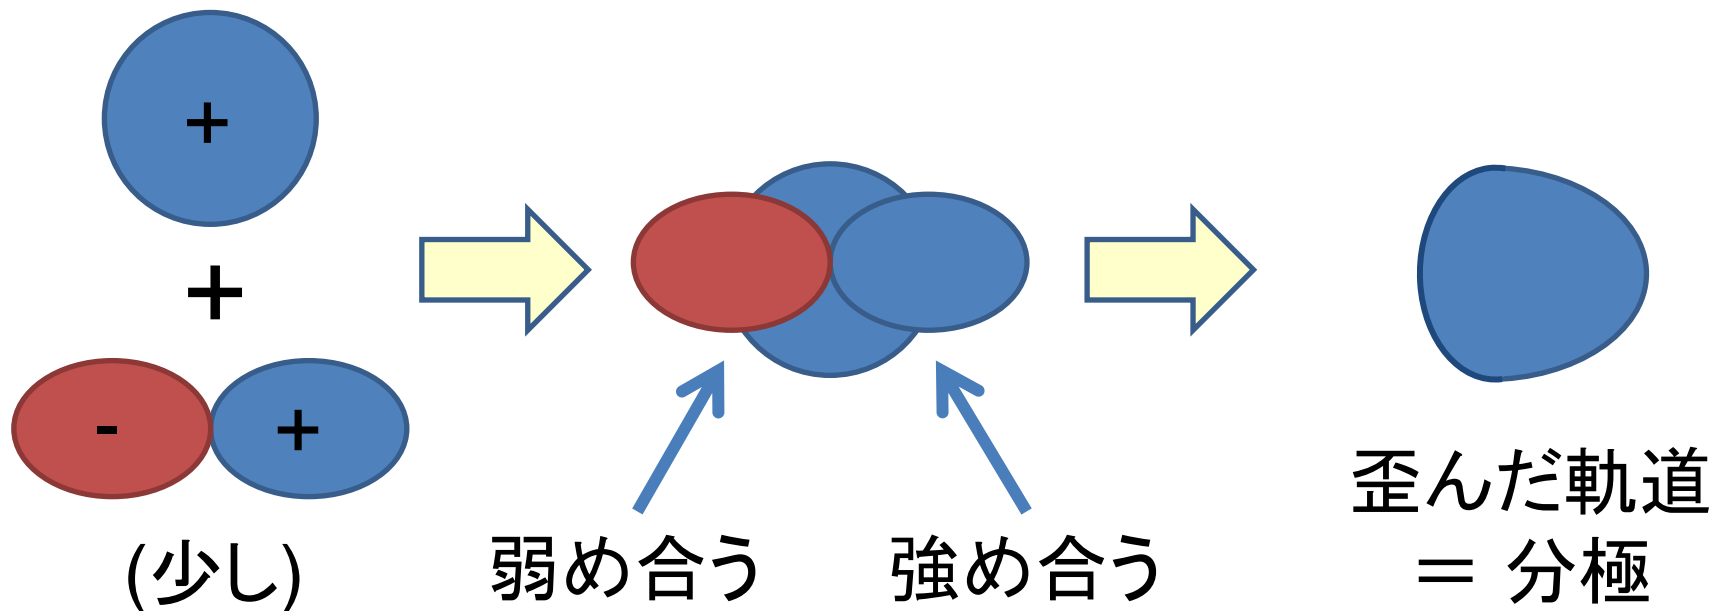 +
+
- +
(少し)
弱め合う
強め合う
歪んだ軌道
＝ 分極